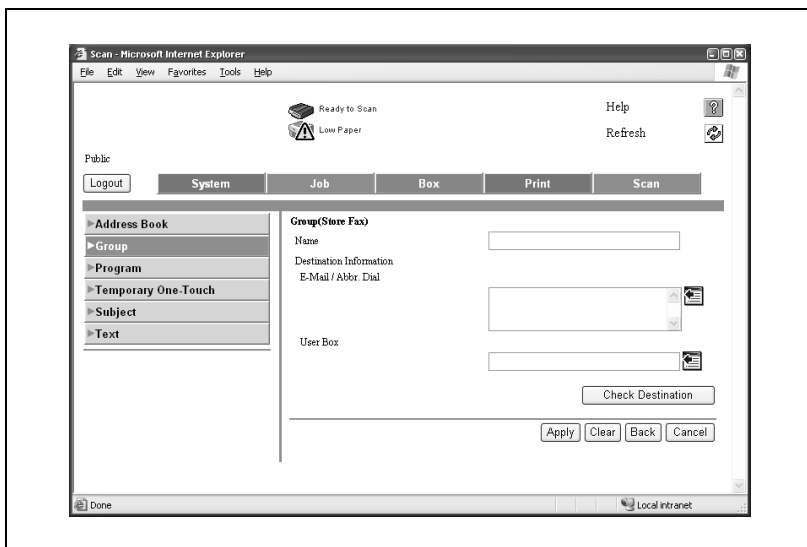 Scan - Microsoft Internet Explorer
File Edit View Favorites Tools Help
Ready to Scan
Low Paper
Help
Refresh
Public
Logout System Job Box Print Scan
Address Book
Group
Program
Temporary One-Touch
Subject
Text
Group(Store Fax)
Name
Destination Information
E-Mail / Abbr. Dial
User Box
Check Destination
Apply Clear Back Cancel
Done Local intranet